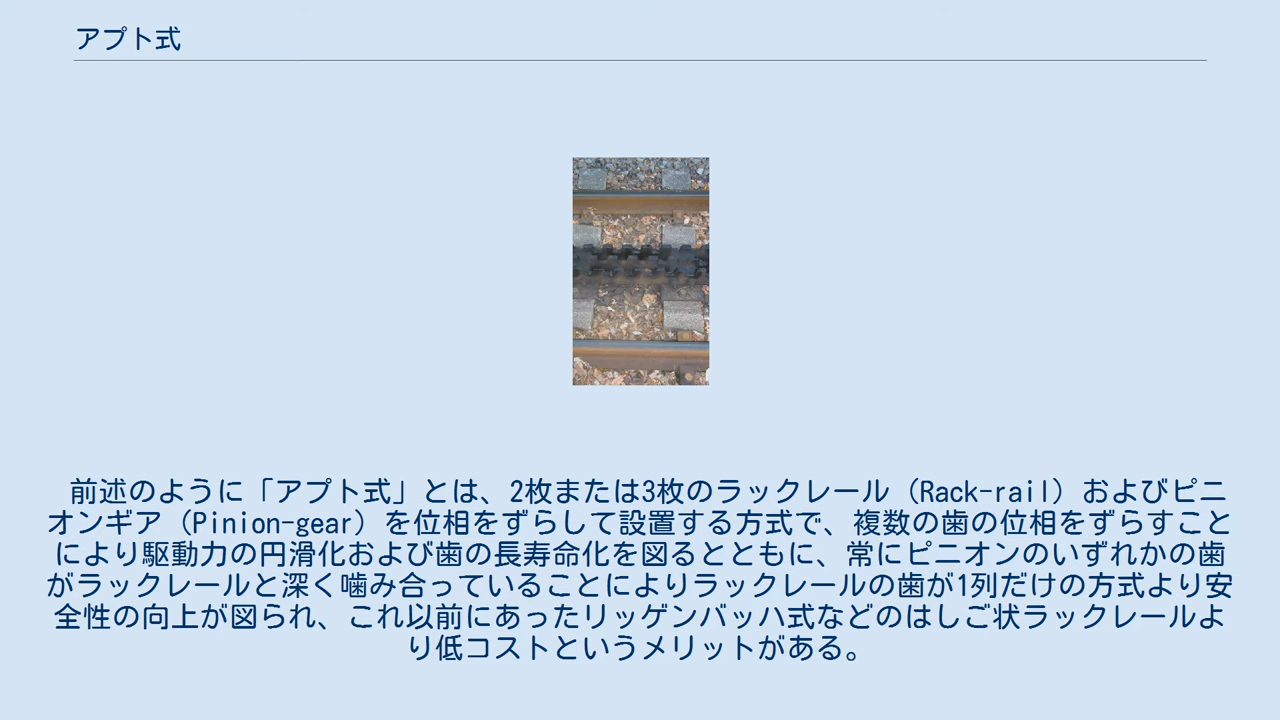 アプト式
前述のように「アプト式」とは、2枚または3枚のラックレール（Rack-rail）およびピニ
オンギア（Pinion-gear）を位相をずらして設置する方式で、複数の歯の位相をずらすこと
により駆動力の円滑化および歯の長寿命化を図るとともに、常にピニオンのいずれかの歯
がラックレールと深く噛み合っていることによりラックレールの歯が1列だけの方式より安
全性の向上が図られ、これ以前にあったリッゲンバッハ式などのはしご状ラックレールよ
り低コストというメリットがある。